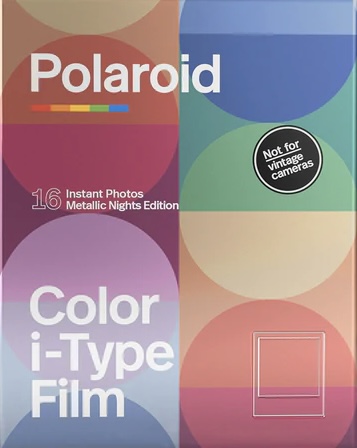 Polaroid
Not for
vintage
cameras
16 Instant Photos
Metallic Nights Edition
Color
i-Type
Film